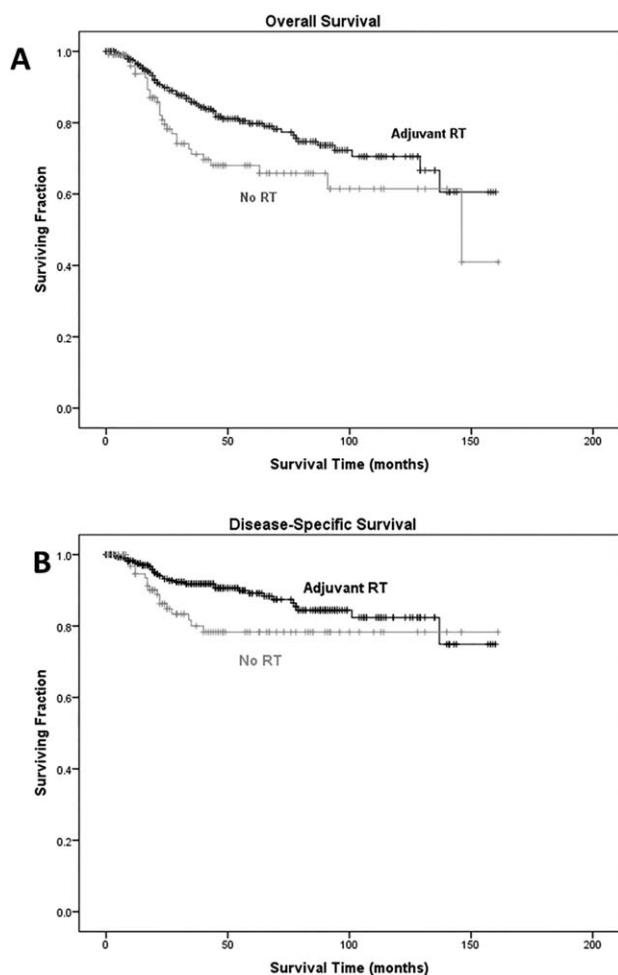 Overall Survival
A
1.0
0.8
0.6
0.4
0.2
0.0
Surviving Fraction
Adjuvant RT
No RT
0 50 100 150 200
Survival Time (months)
Disease-Specific Survival
B
1.0
0.8
0.6
0.4
0.2
0.0
Surviving Fraction
Adjuvant RT
No RT
0 50 100 150 200
Survival Time (months)